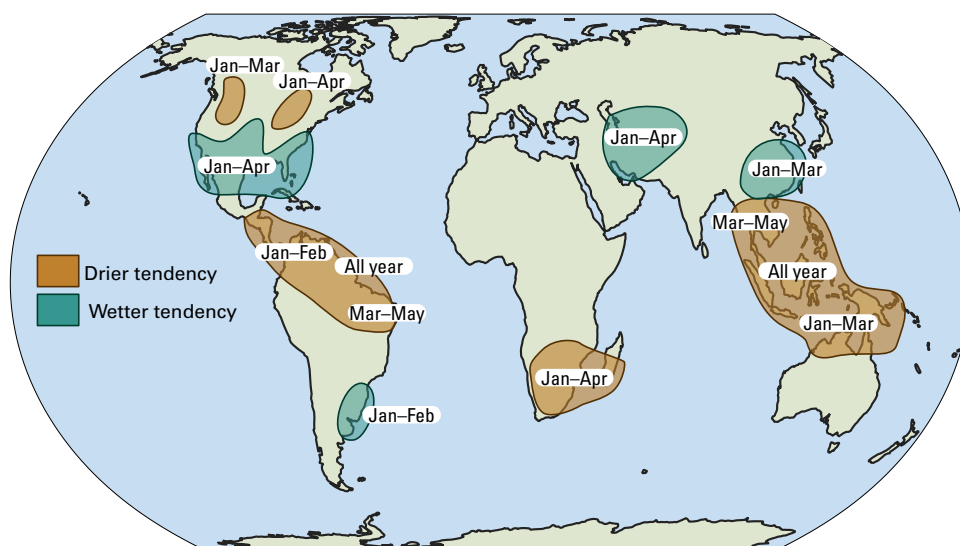 Jan–Mar
Jan–Apr
Jan–Apr
Jan–Apr
Jan–Mar
Mar–May
Jan–Feb
All year
All year
Drier tendency
Wetter tendency
Mar–May
Jan–Mar
Jan–Apr
Jan–Feb